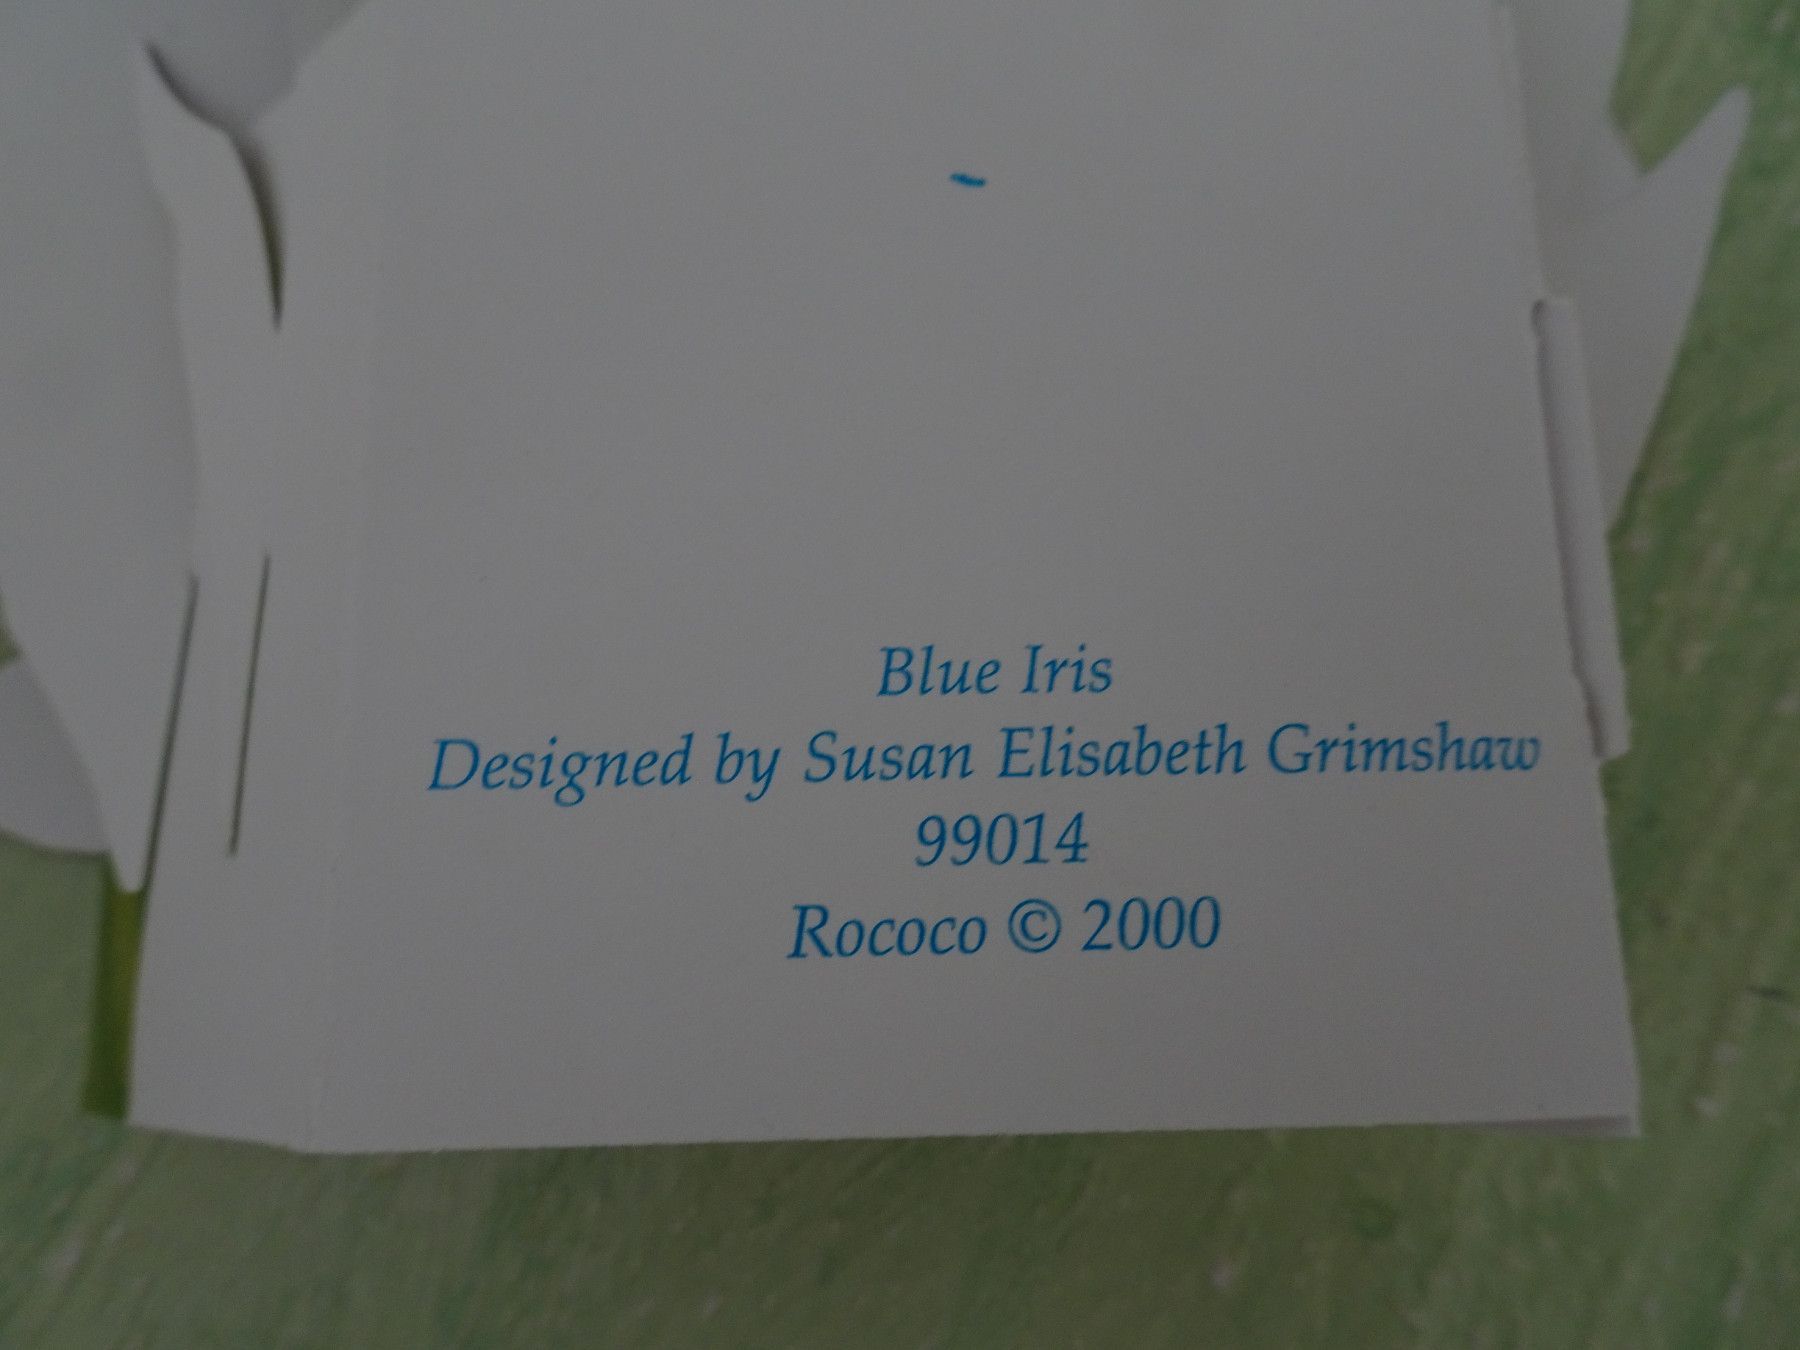 Blue Iris
Designed by Susan Elisabeth Grimshaw
99014
Rococo © 2000